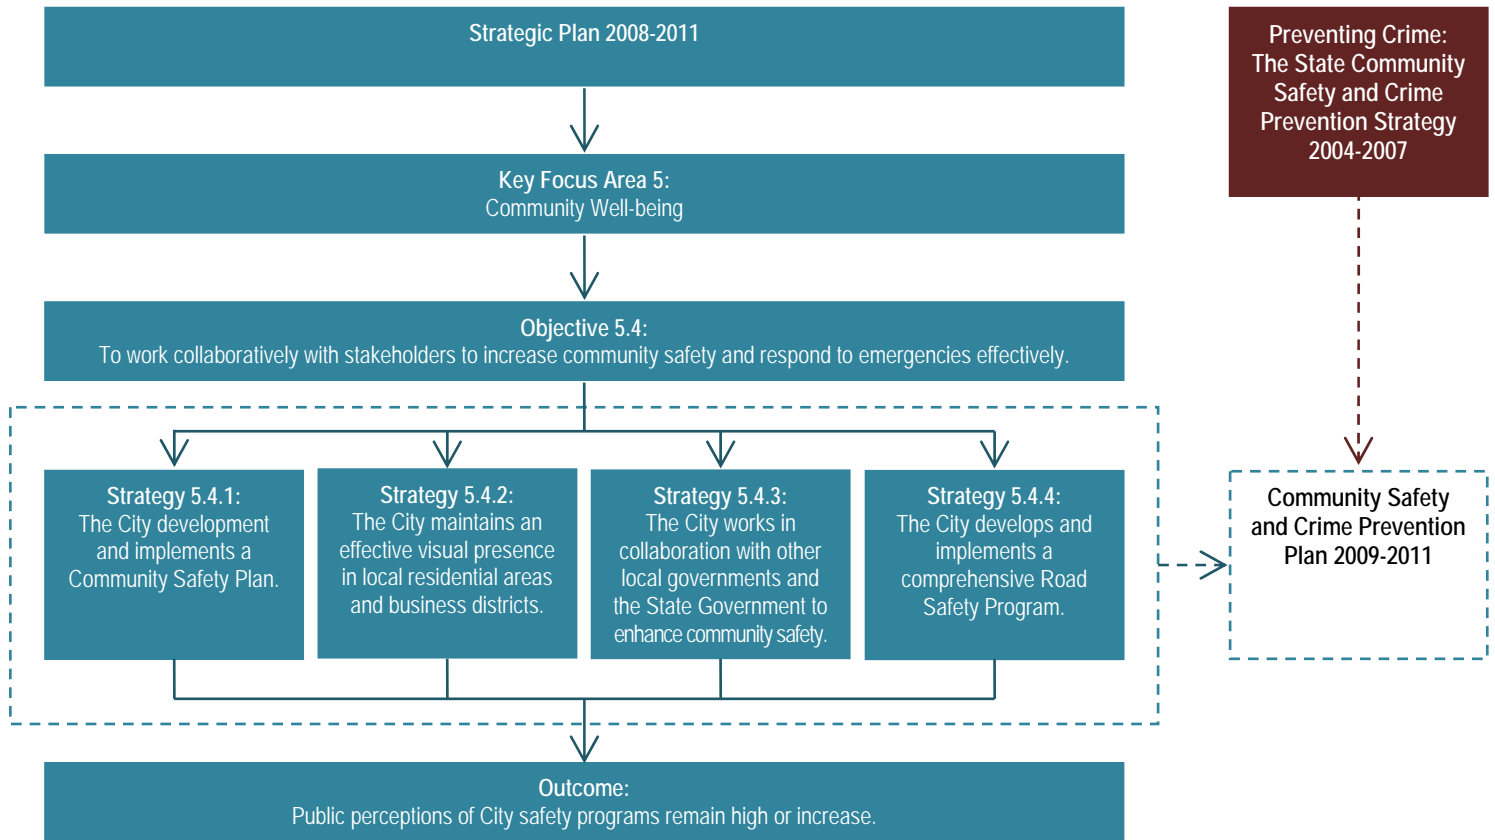 Strategic Plan 2008-2011
Preventing Crime:
The State Community
Safety and Crime
Prevention Strategy
2004-2007
Key Focus Area 5:
Community Well-being
Objective 5.4:
To work collaboratively with stakeholders to increase community safety and respond to emergencies effectively.
Strategy 5.4.1:
The City development
and implements a
Community Safety Plan.
Strategy 5.4.2:
The City maintains an
effective visual presence
in local residential areas
and business districts.
Strategy 5.4.3:
The City works in
collaboration with other
local governments and
the State Government to
enhance community safety.
Strategy 5.4.4:
The City develops and
implements a
comprehensive Road
Safety Program.
Community Safety
and Crime Prevention
Plan 2009-2011
Outcome:
Public perceptions of City safety programs remain high or increase.